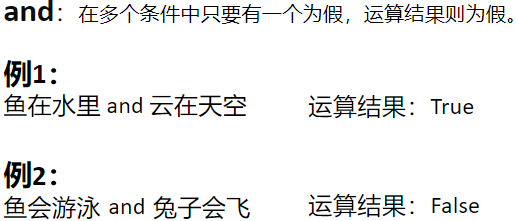 and：在多个条件中只要有一个为假，运算结果则为假。
例1：
鱼在水里 and 云在天空 运算结果：True
例2：
鱼会游泳 and 兔子会飞 运算结果：False